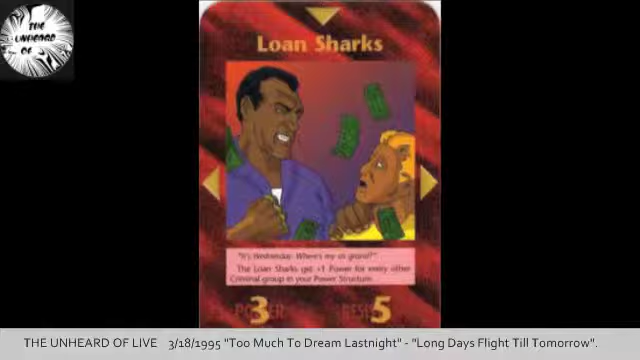 THE
UNHEARD
OF
Loan Sharks
"It's Wednesday. Where's my six grand?"
The Loan Sharks get +1 Power for every other
Criminal group in your Power Structure.
POWER 3 RESIST 5
THE UNHEARD OF LIVE 3/18/1995 "Too Much To Dream Lastnight" - "Long Days Flight Till Tomorrow".